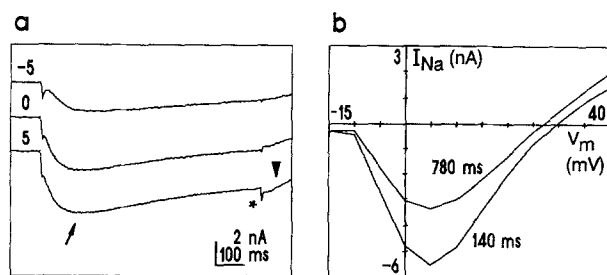 a
-5
0
5
*
2 nA
100 ms
b
3
I_Na (nA)
-15
40
V_m
(mV)
780 ms
140 ms
-6